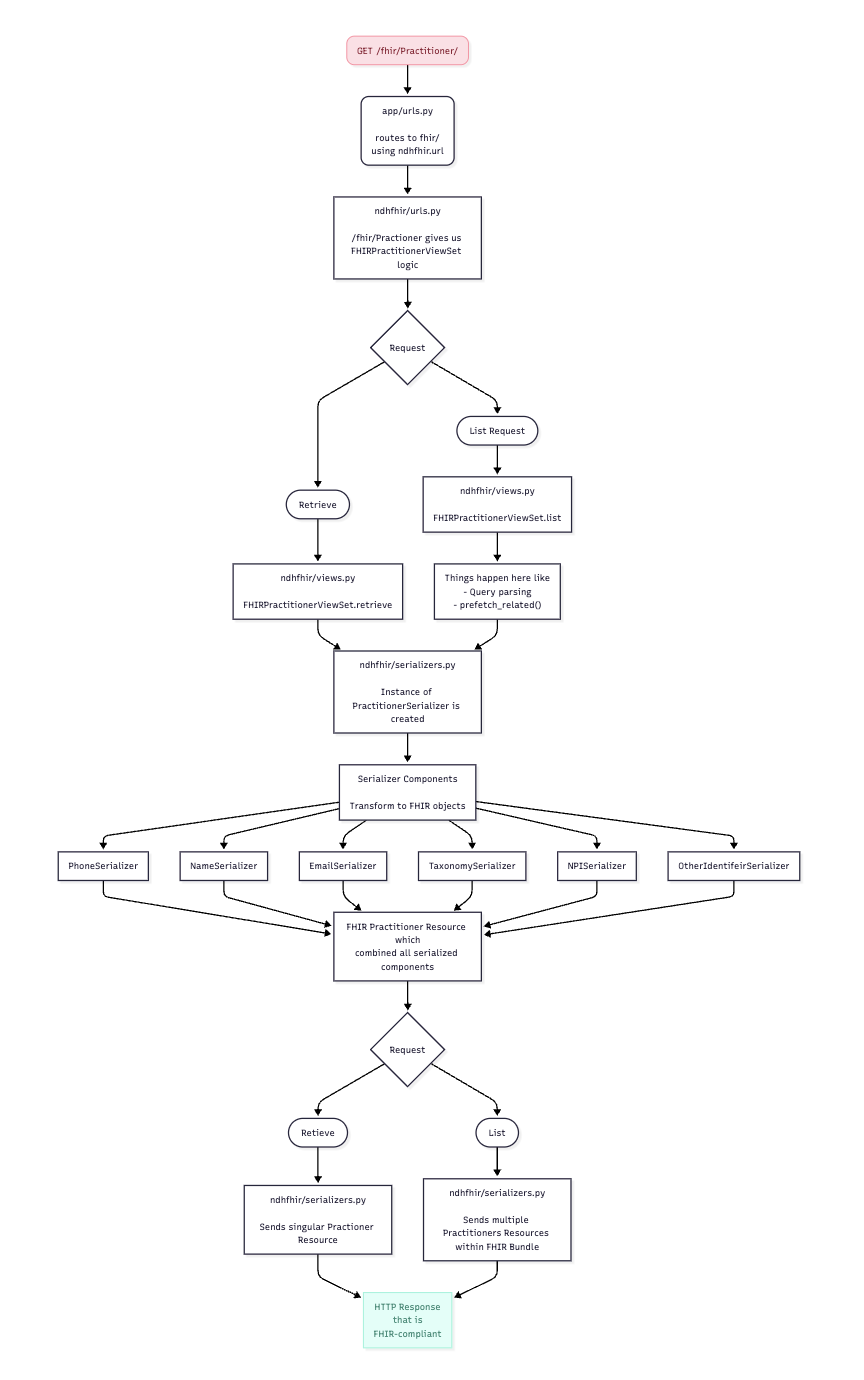 GET /fhir/Practitioner/
app/urls.py
routes to fhir/
using ndhfhir.url
ndhfhir/urls.py
/fhir/Practioner gives us
FHIRPractitionerViewSet
logic
Request
List Request
Retrieve
ndhfhir/views.py
FHIRPractitionerViewSet.list
ndhfhir/views.py
FHIRPractitionerViewSet.retrieve
Things happen here like
- Query parsing
- prefetch_related()
ndhfhir/serializers.py
Instance of
PractitionerSerializer is
created
Serializer Components
Transform to FHIR objects
PhoneSerializer
NameSerializer
EmailSerializer
TaxonomySerializer
NPISerializer
OtherIdentifeirSerializer
FHIR Practitioner Resource
which
combined all serialized
components
Request
Retieve
List
ndhfhir/serializers.py
Sends singular Practioner
Resource
ndhfhir/serializers.py
Sends multiple
Practitioners Resources
within FHIR Bundle
HTTP Response
that is
FHIR-compliant